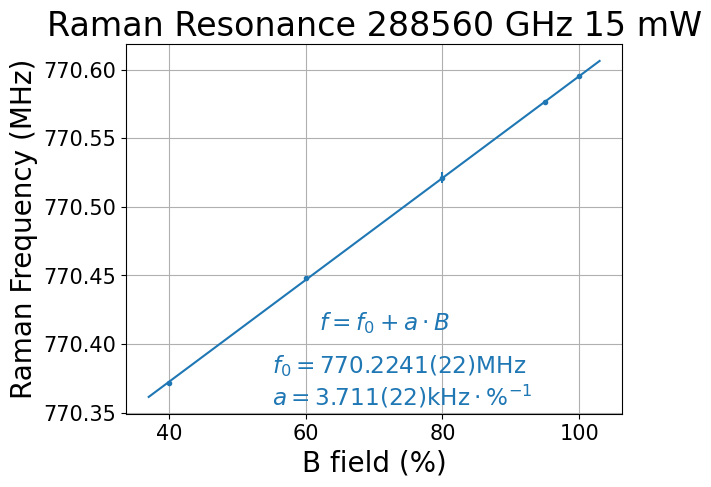 Raman Resonance 288560 GHz 15 mW
Raman Frequency (MHz)
770.60
770.55
770.50
770.45
770.40
770.35
f = f₀ + a · B
f₀ = 770.2241(22)MHz
a = 3.711(22)kHz · %⁻¹
40 60 80 100
B field (%)